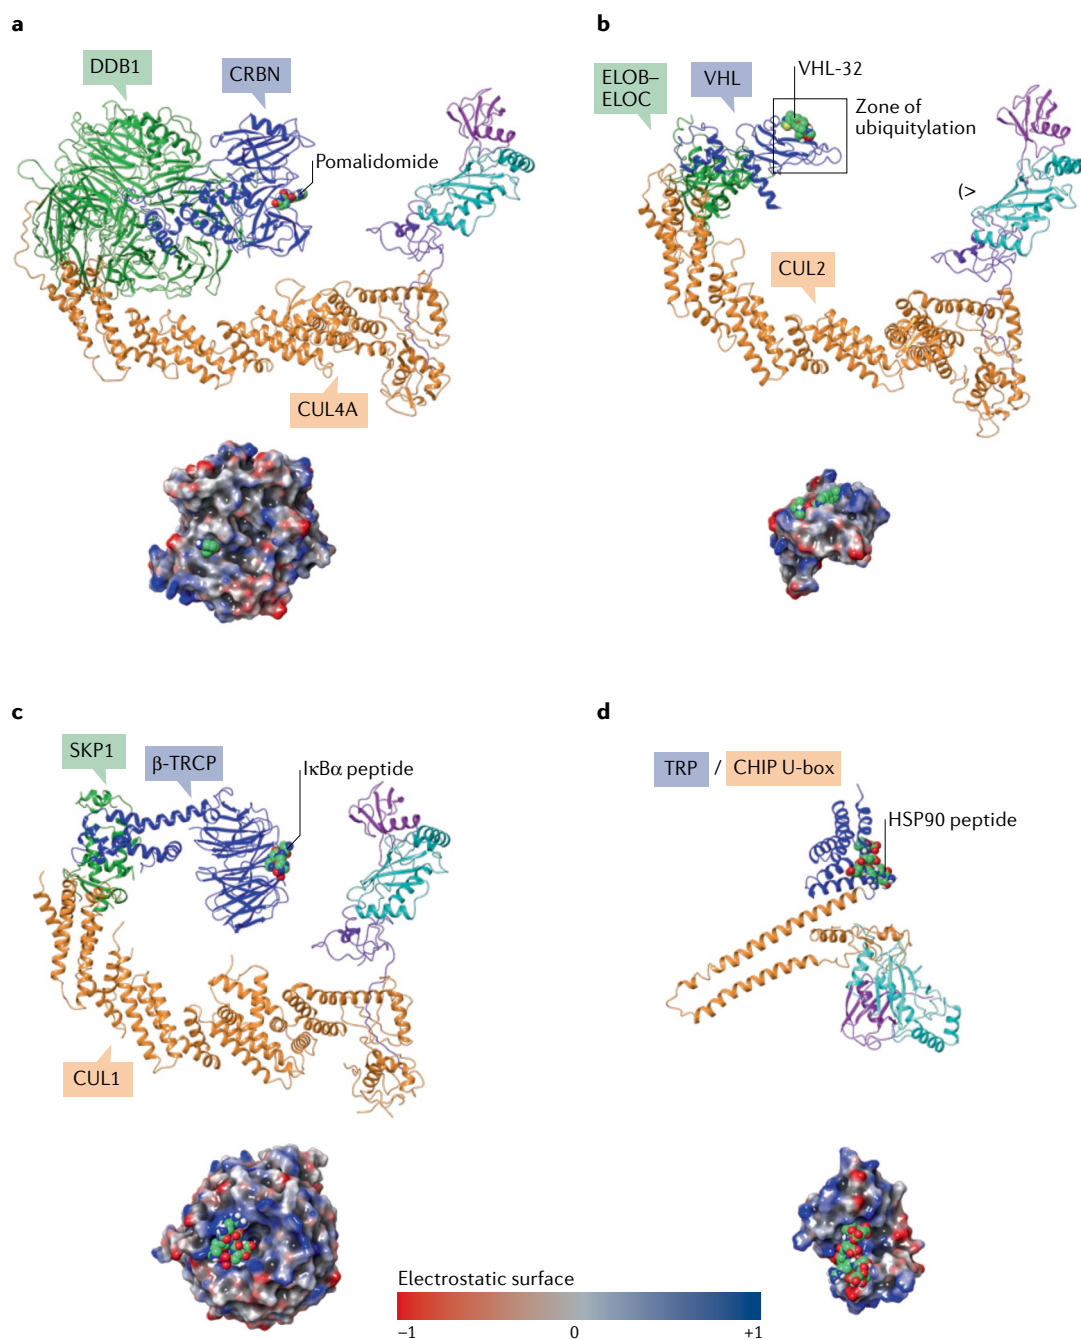 a
DDB1
CRBN
Pomalidomide
CUL4A
b
ELOB–
ELOC
VHL
VHL-32
Zone of
ubiquitylation
(>
CUL2
c
SKP1
β-TRCP
IκBα peptide
CUL1
d
TRP / CHIP U-box
HSP90 peptide
Electrostatic surface
–1 0 +1